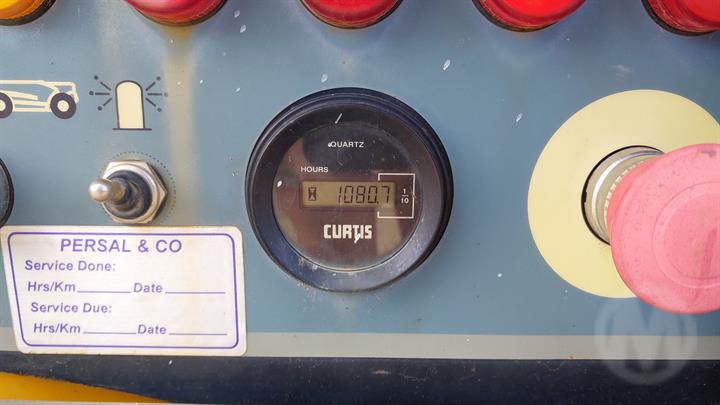 QUARTZ
HOURS
1080.7 1/10
CURTIS
PERSAL & CO
Service Done:
Hrs/Km Date
Service Due:
Hrs/Km Date